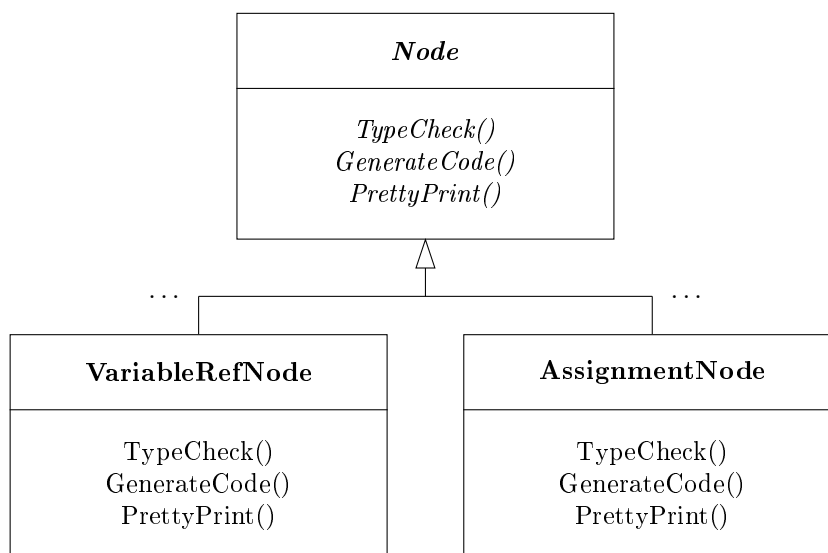 Node
TypeCheck()
GenerateCode()
PrettyPrint()
... ...
VariableRefNode
TypeCheck()
GenerateCode()
PrettyPrint()
AssignmentNode
TypeCheck()
GenerateCode()
PrettyPrint()